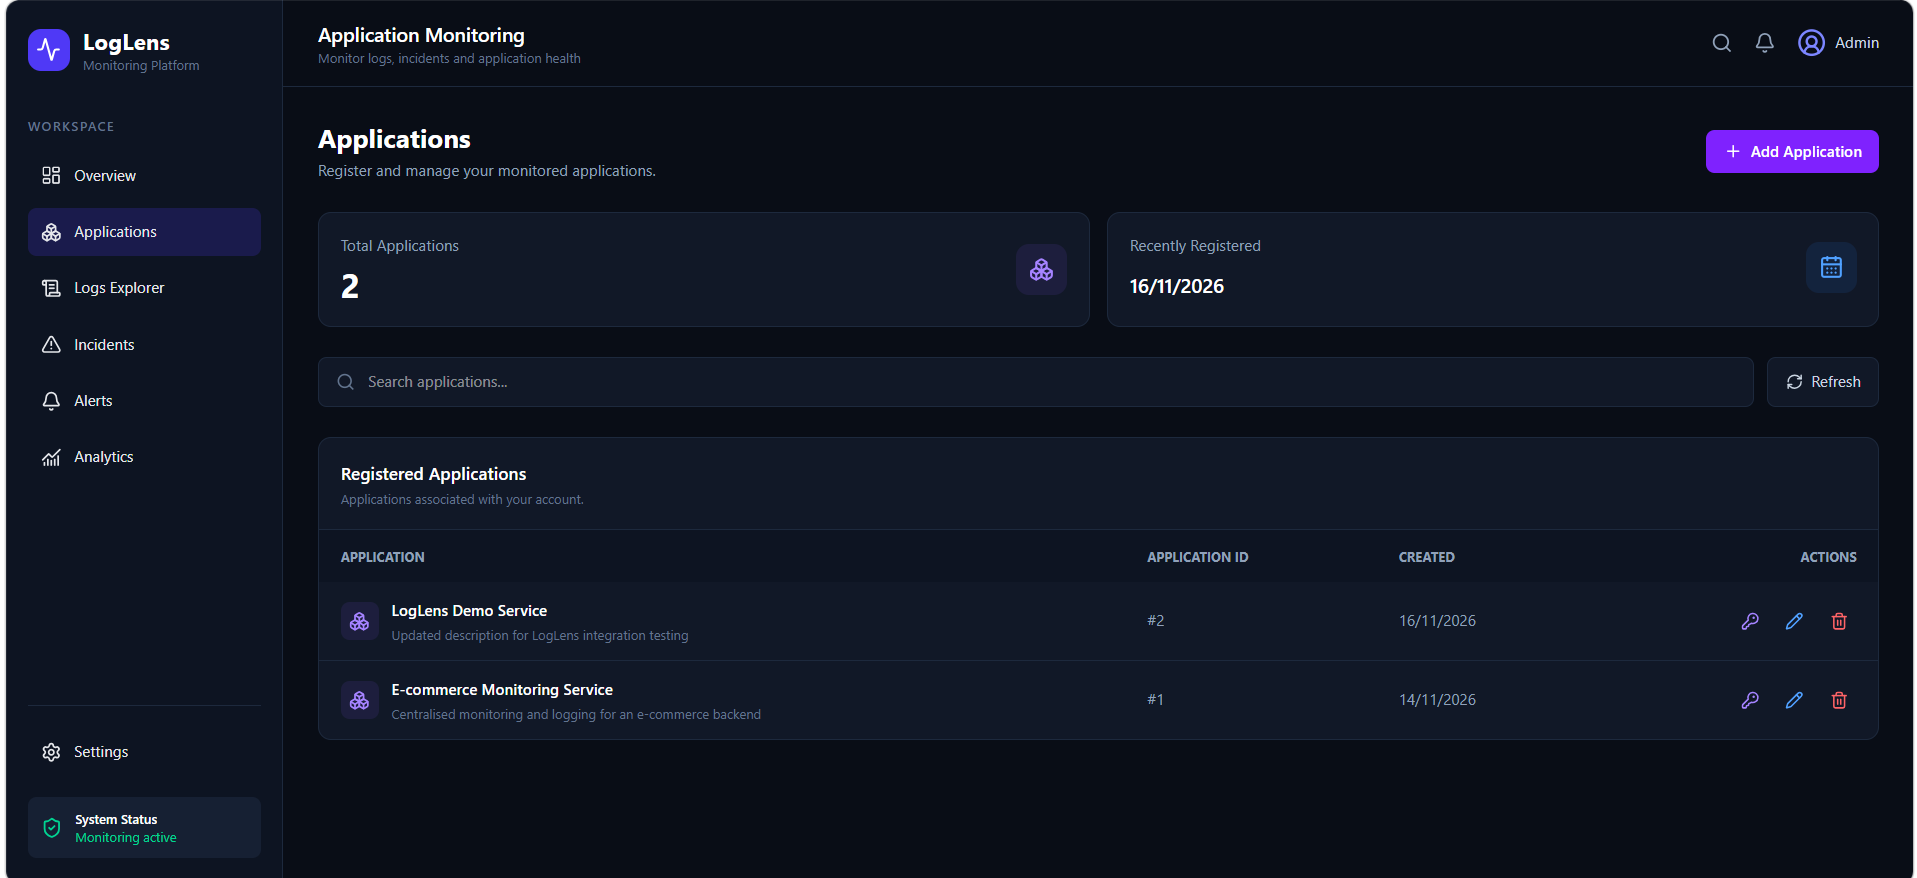 LogLens
Monitoring Platform
WORKSPACE
Overview
Applications
Logs Explorer
Incidents
Alerts
Analytics
Settings
System Status
Monitoring active
Application Monitoring
Monitor logs, incidents and application health
Admin
Applications
Register and manage your monitored applications.
Add Application
Total Applications
2
Recently Registered
16/11/2026
Search applications...
Refresh
Registered Applications
Applications associated with your account.
APPLICATION APPLICATION ID CREATED ACTIONS
LogLens Demo Service
Updated description for LogLens integration testing
#2 16/11/2026
E-commerce Monitoring Service
Centralised monitoring and logging for an e-commerce backend
#1 14/11/2026